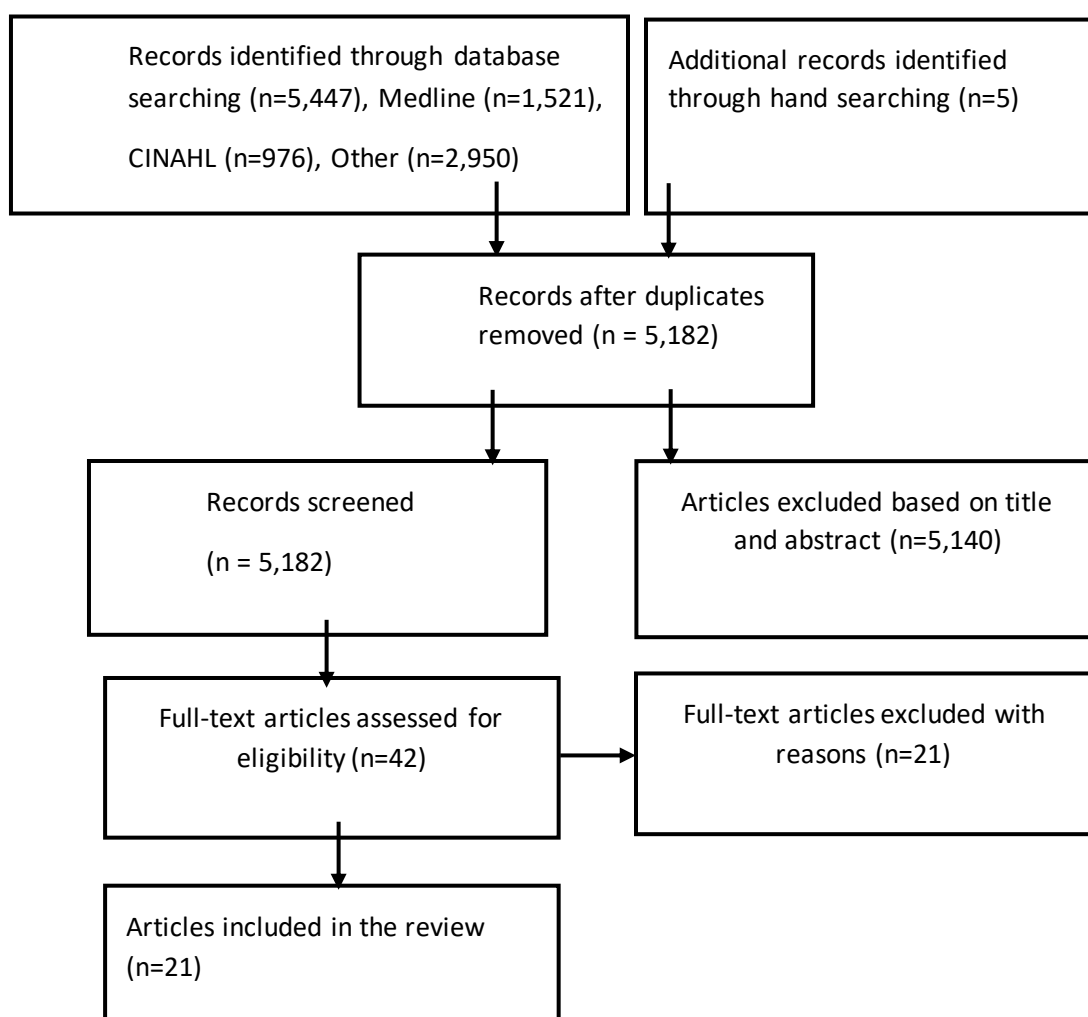 Records identified through database
searching (n=5,447), Medline (n=1,521),
CINAHL (n=976), Other (n=2,950)
Additional records identified
through hand searching (n=5)
Records after duplicates
removed (n = 5,182)
Records screened
(n = 5,182)
Articles excluded based on title
and abstract (n=5,140)
Full-text articles assessed for
eligibility (n=42)
Full-text articles excluded with
reasons (n=21)
Articles included in the review
(n=21)